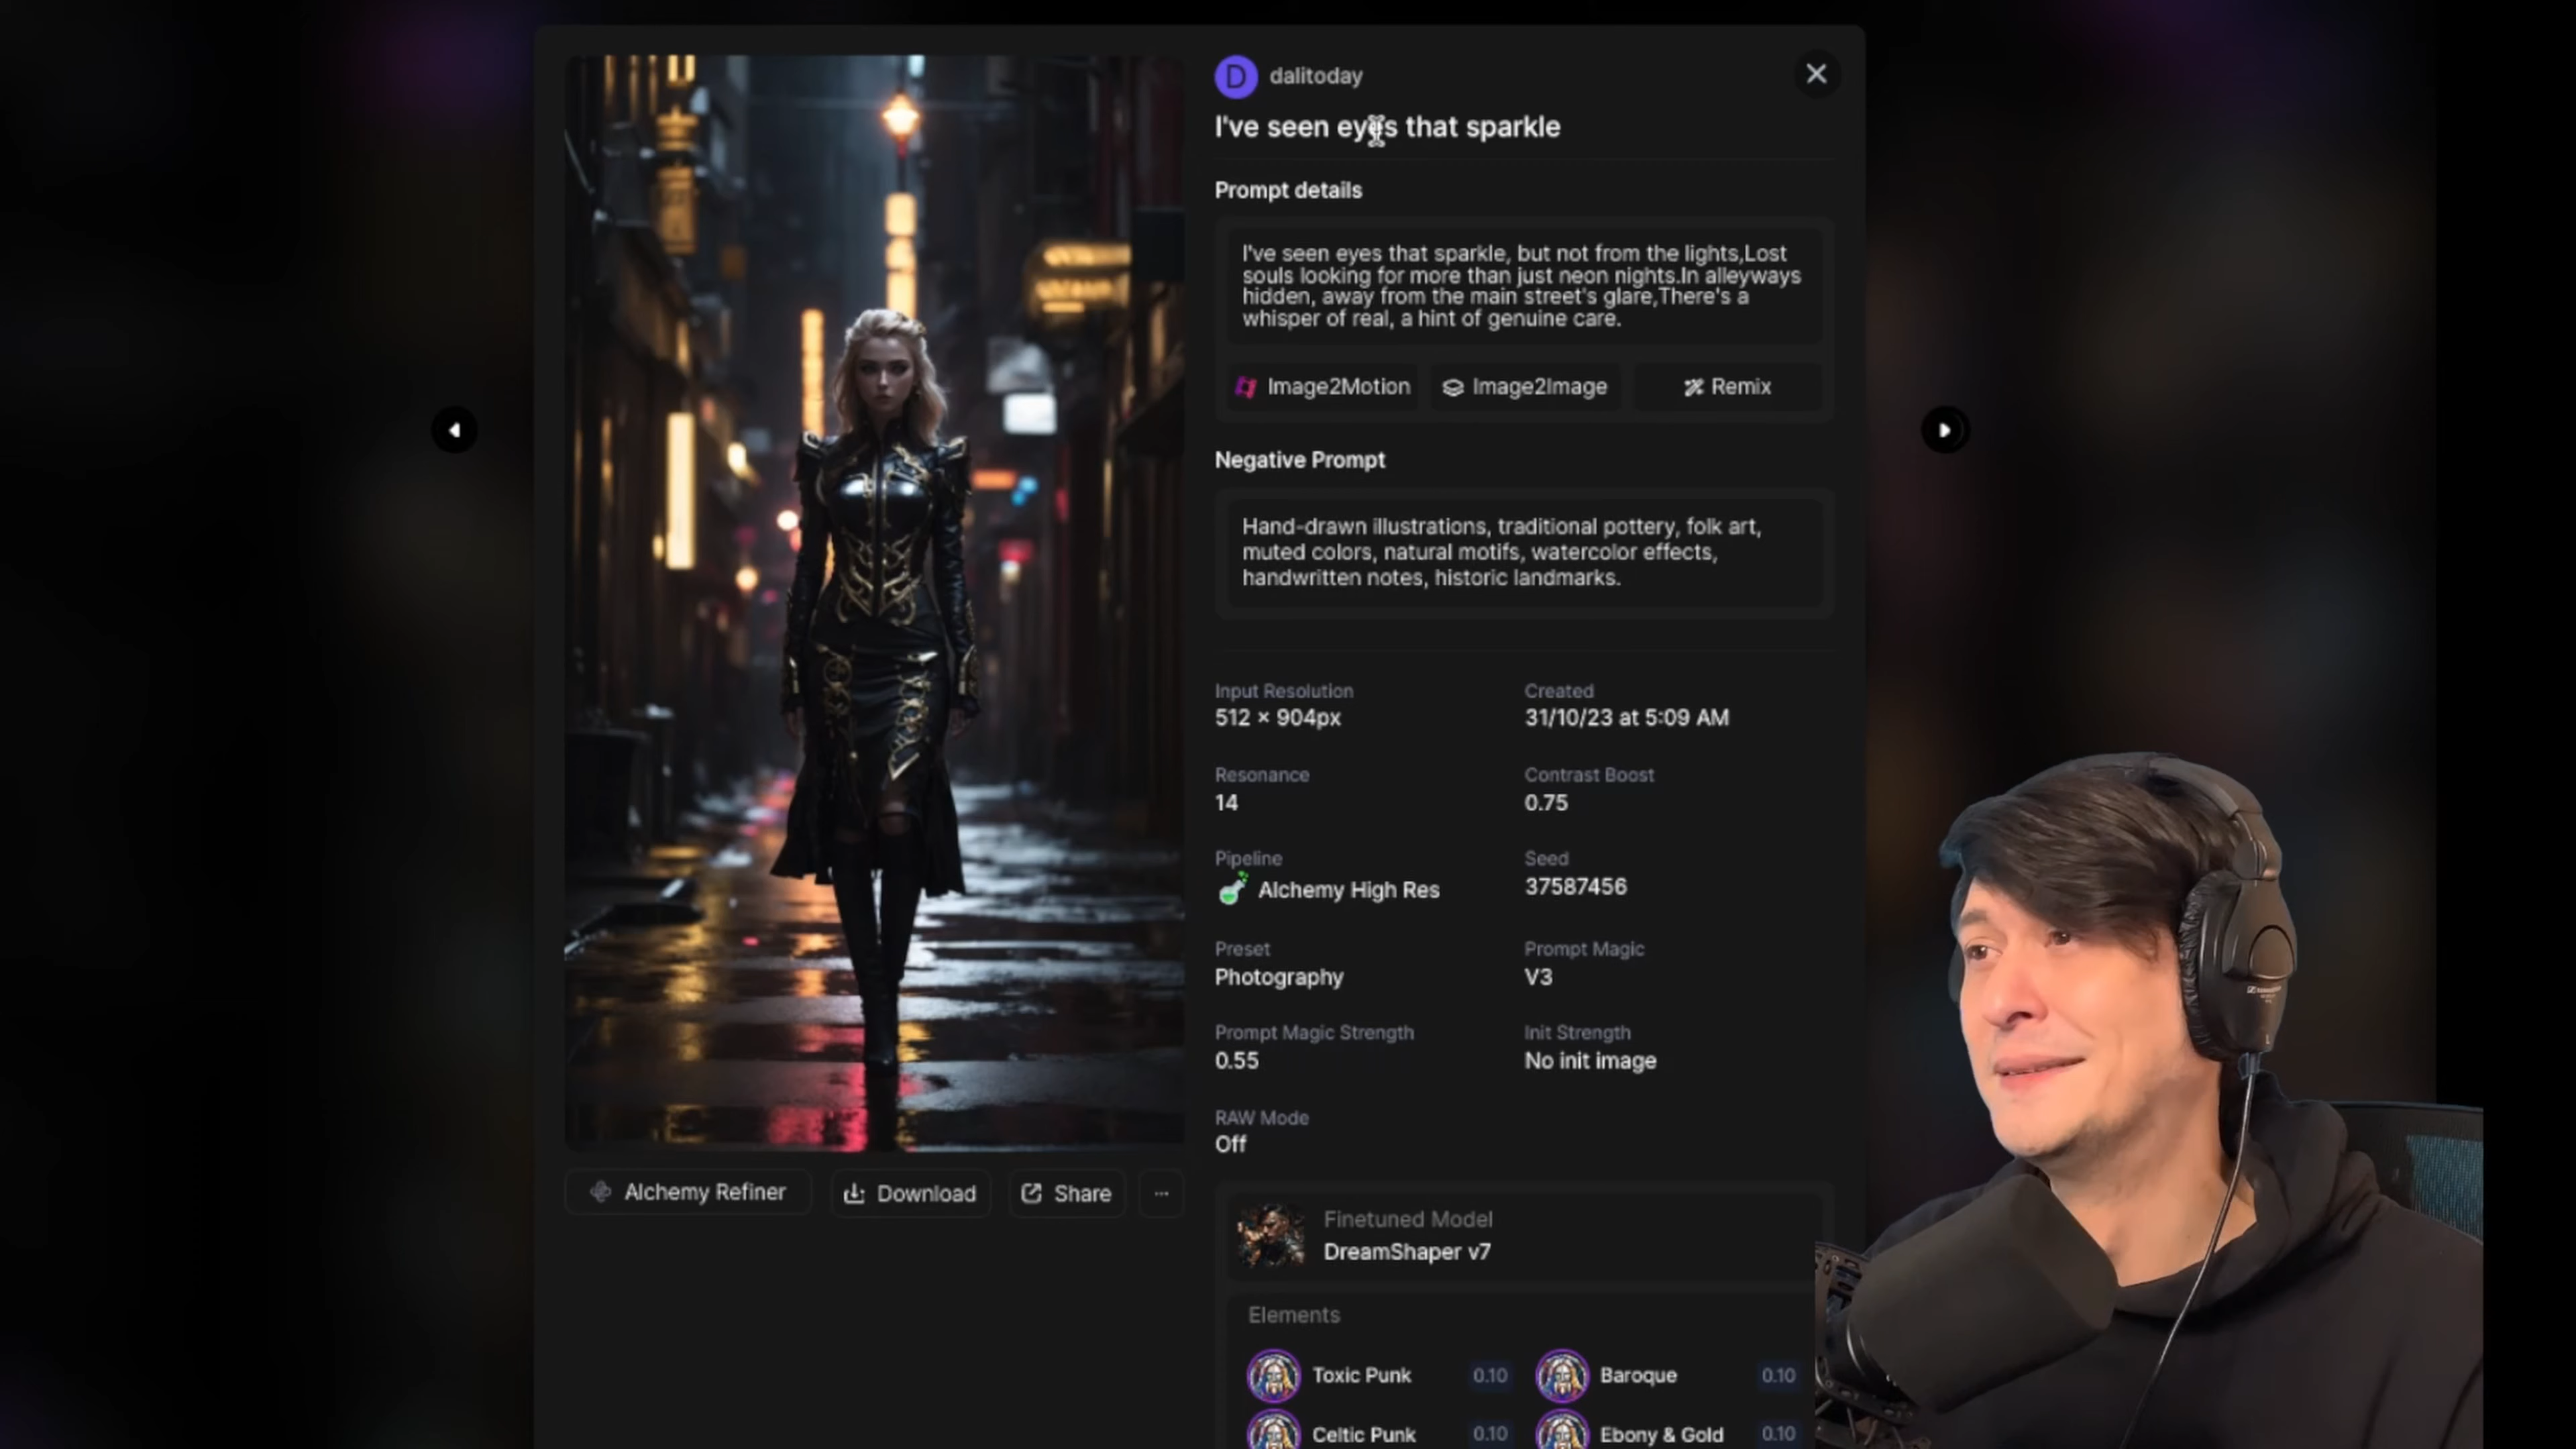 D dalitoday
I've seen eyes that sparkle
Prompt details
I've seen eyes that sparkle, but not from the lights,Lost
souls looking for more than just neon nights.In alleyways
hidden, away from the main street's glare,There's a
whisper of real, a hint of genuine care.
Image2Motion Image2Image Remix
Negative Prompt
Hand-drawn illustrations, traditional pottery, folk art,
muted colors, natural motifs, watercolor effects,
handwritten notes, historic landmarks.
Input Resolution Created
512 × 904px 31/10/23 at 5:09 AM
Resonance Contrast Boost
14 0.75
Pipeline Seed
Alchemy High Res 37587456
Preset Prompt Magic
Photography V3
Prompt Magic Strength Init Strength
0.55 No init image
RAW Mode
Off
Alchemy Refiner Download Share ...
Finetuned Model
DreamShaper v7
Elements
Toxic Punk 0.10 Baroque 0.10
Celtic Punk 0.10 Ebony & Gold 0.10
L